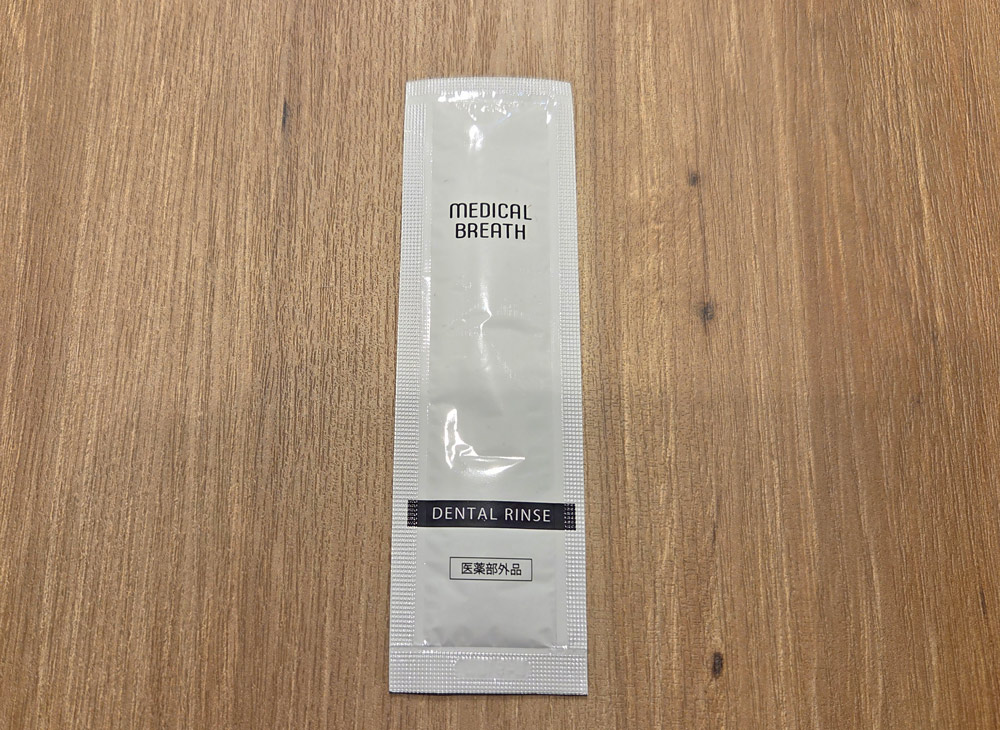 MEDICAL
BREATH
DENTAL RINSE
医薬部外品